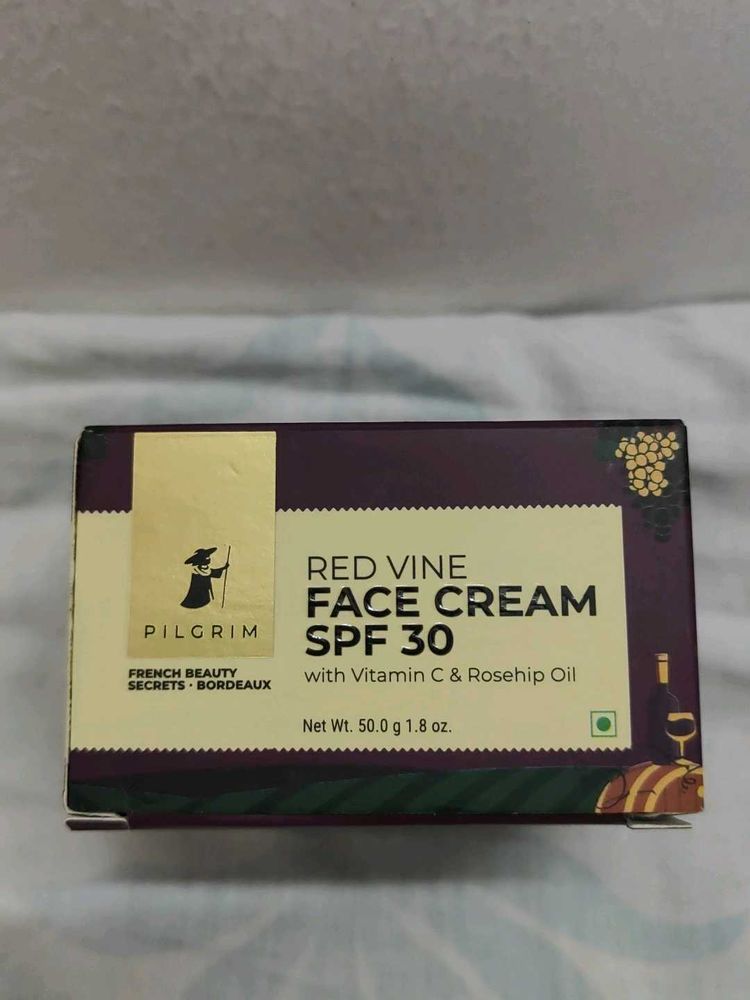 PILGRIM
FRENCH BEAUTY
SECRETS · BORDEAUX
RED VINE
FACE CREAM
SPF 30
with Vitamin C & Rosehip Oil
Net Wt. 50.0 g 1.8 oz.